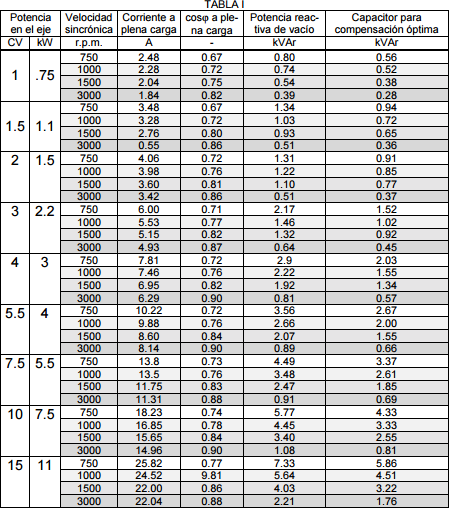 TABLA I
Potencia en el eje Velocidad sincrónica Corriente a plena carga cosφ a plena carga Potencia reactiva de vacío Capacitor para compensación óptima
CV kW r.p.m. A - kVAr kVAr
1 .75 750 2.48 0.67 0.80 0.56
1000 2.28 0.72 0.74 0.52
1500 2.04 0.75 0.54 0.38
3000 1.84 0.82 0.39 0.28
1.5 1.1 750 3.48 0.67 1.34 0.94
1000 3.28 0.72 1.03 0.72
1500 2.76 0.80 0.93 0.65
3000 0.55 0.86 0.51 0.36
2 1.5 750 4.06 0.72 1.31 0.91
1000 3.98 0.76 1.22 0.85
1500 3.60 0.81 1.10 0.77
3000 3.42 0.86 0.51 0.37
3 2.2 750 6.00 0.71 2.17 1.52
1000 5.53 0.77 1.46 1.02
1500 5.15 0.82 1.32 0.92
3000 4.93 0.87 0.64 0.45
4 3 750 7.81 0.72 2.9 2.03
1000 7.46 0.76 2.22 1.55
1500 6.95 0.82 1.92 1.34
3000 6.29 0.90 0.81 0.57
5.5 4 750 10.22 0.72 3.56 2.67
1000 9.88 0.76 2.66 2.00
1500 8.60 0.84 2.07 1.55
3000 8.14 0.90 0.89 0.66
7.5 5.5 750 13.8 0.73 4.49 3.37
1000 13.5 0.76 3.48 2.61
1500 11.75 0.83 2.47 1.85
3000 11.31 0.88 0.91 0.69
10 7.5 750 18.23 0.74 5.77 4.33
1000 16.85 0.78 4.45 3.33
1500 15.65 0.84 3.40 2.55
3000 14.96 0.90 1.08 0.81
15 11 750 25.82 0.77 7.33 5.86
1000 24.52 9.81 5.64 4.51
1500 22.00 0.86 4.03 3.22
3000 22.04 0.88 2.21 1.76